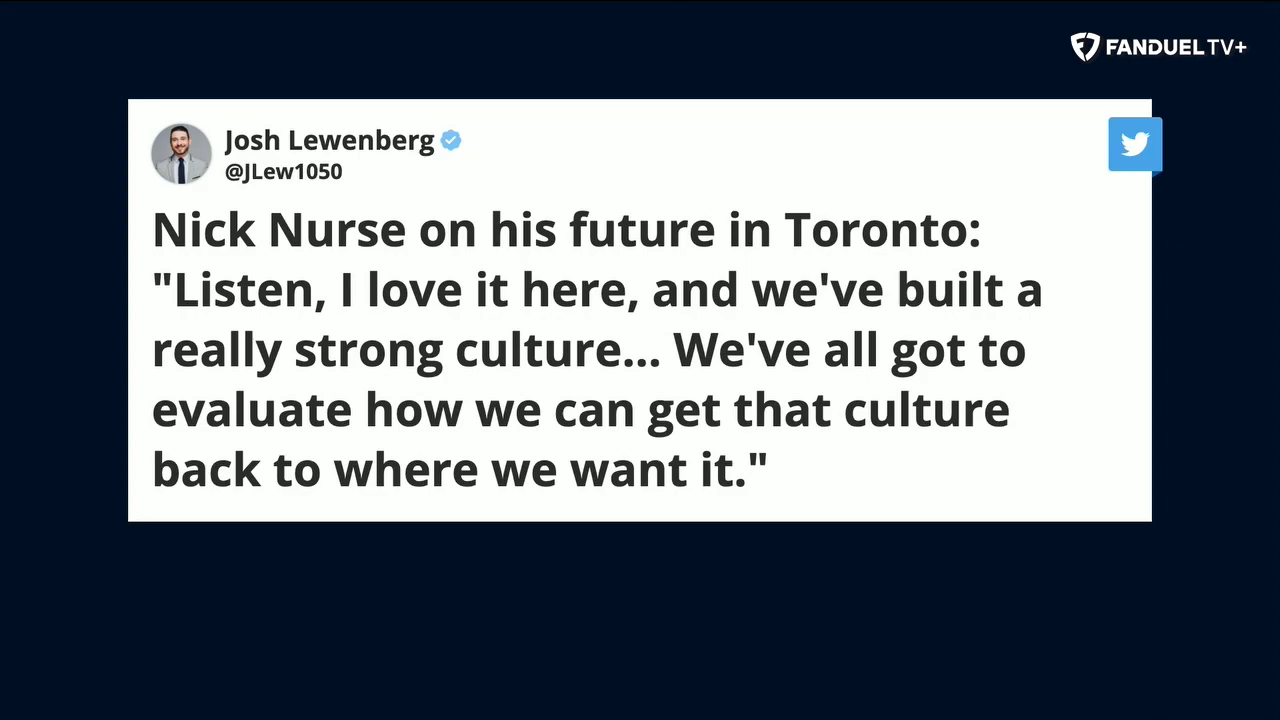 FANDUEL TV+
Josh Lewenberg
@JLew1050
Nick Nurse on his future in Toronto:
"Listen, I love it here, and we've built a
really strong culture... We've all got to
evaluate how we can get that culture
back to where we want it."